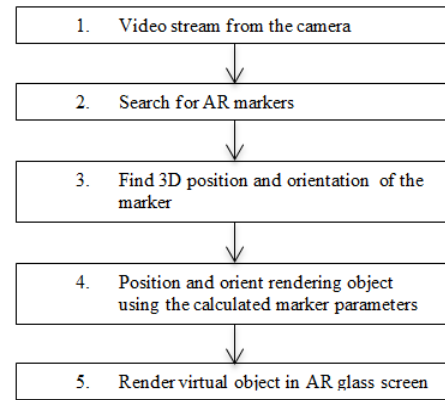 1. Video stream from the camera
2. Search for AR markers
3. Find 3D position and orientation of the
marker
4. Position and orient rendering object
using the calculated marker parameters
5. Render virtual object in AR glass screen